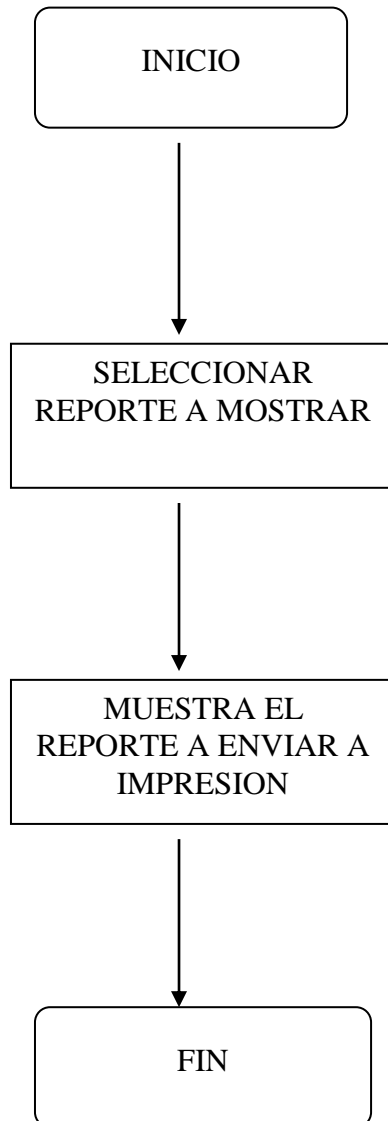 INICIO
SELECCIONAR
REPORTE A MOSTRAR
MUESTRA EL
REPORTE A ENVIAR A
IMPRESION
FIN